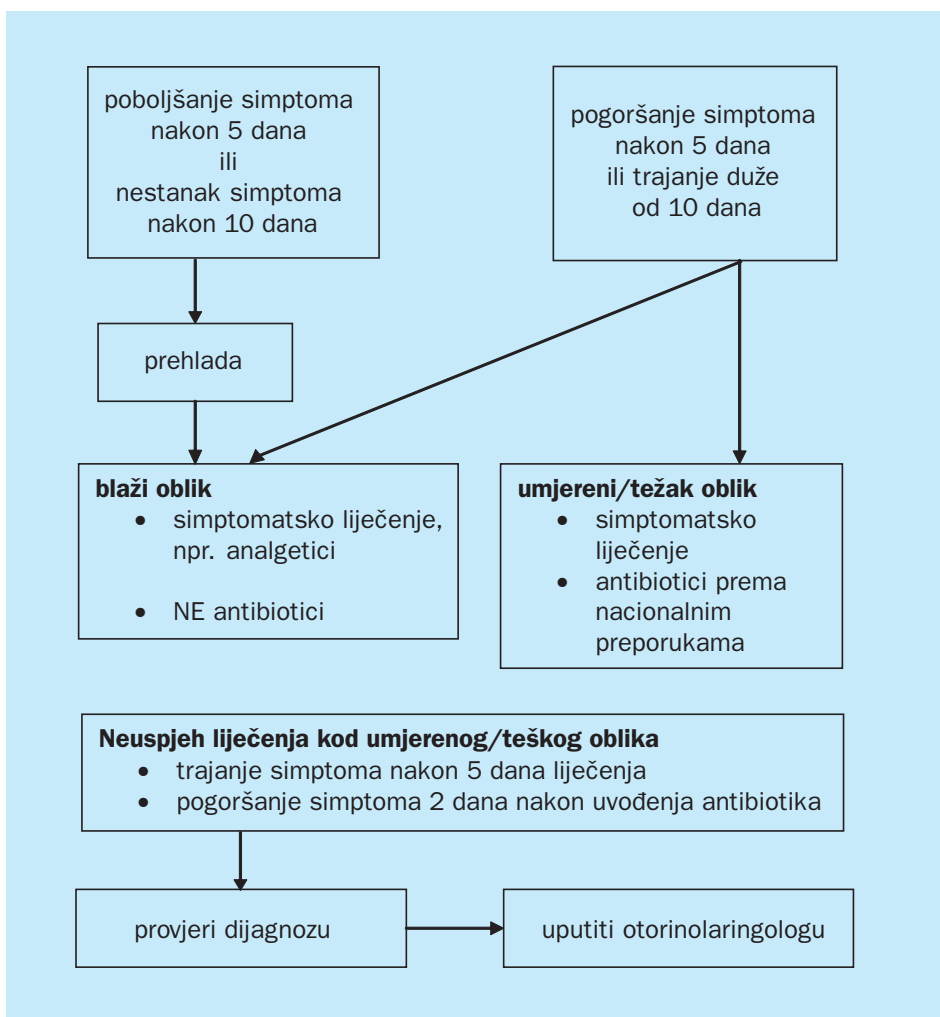 poboljšanje simptoma
nakon 5 dana
ili
nestanak simptoma
nakon 10 dana
pogoršanje simptoma
nakon 5 dana
ili trajanje duže
od 10 dana
prehlada
blaži oblik
• simptomatsko liječenje,
npr. analgetici
• NE antibiotici
umjereni/težak oblik
• simptomatsko
liječenje
• antibiotici prema
nacionalnim
preporukama
Neuspjeh liječenja kod umjerenog/teškog oblika
• trajanje simptoma nakon 5 dana liječenja
• pogoršanje simptoma 2 dana nakon uvođenja antibiotika
provjeri dijagnozu
uputiti otorinolaringologu